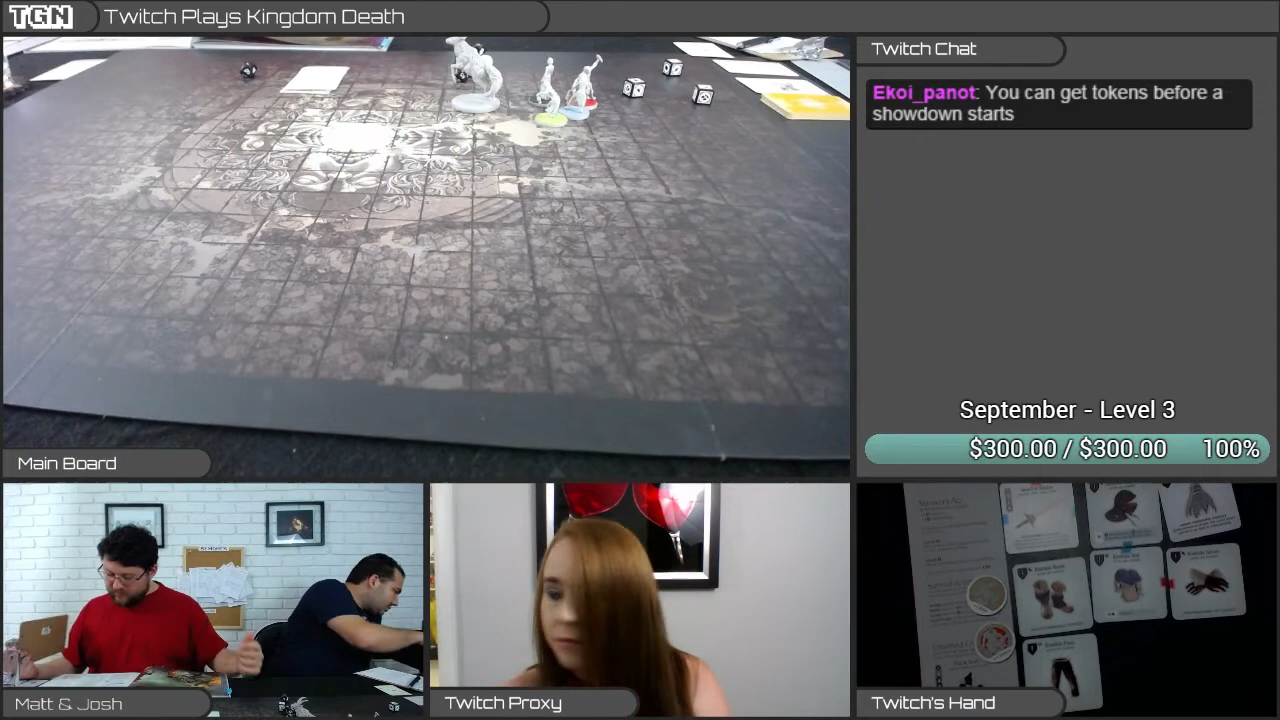 TGN
Twitch Plays Kingdom Death
Twitch Chat
Ekoi_panot: You can get tokens before a
showdown starts
September - Level 3
$300.00 / $300.00 100%
Main Board
Matt & Josh
Twitch Proxy
Twitch's Hand